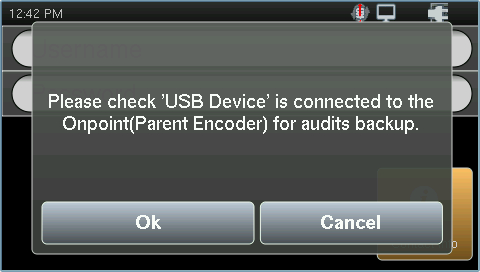 12:42 PM
Please check 'USB Device' is connected to the
Onpoint(Parent Encoder) for audits backup.
Ok
Cancel